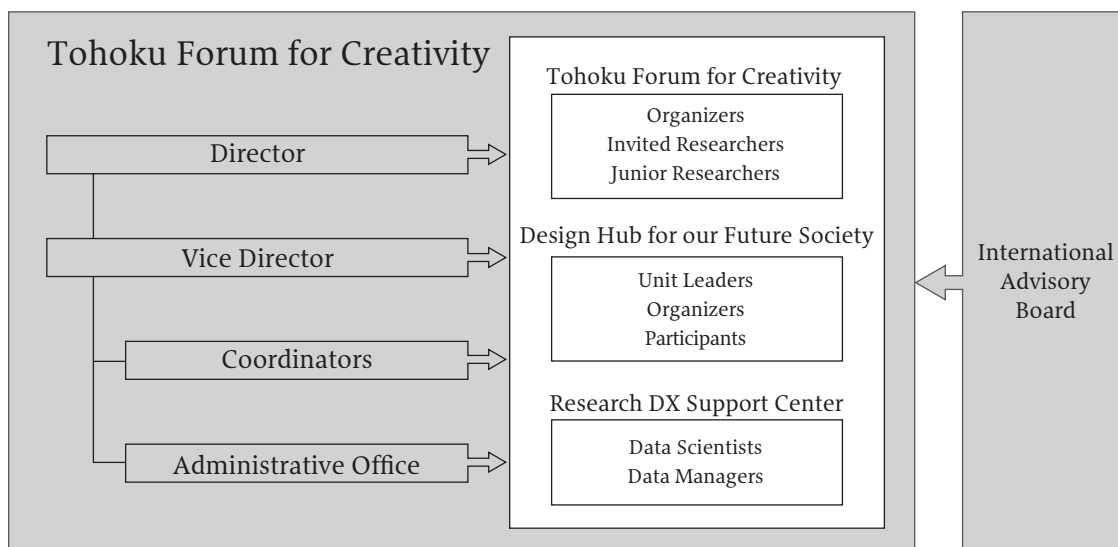 Tohoku Forum for Creativity
Director
Vice Director
Coordinators
Administrative Office
Tohoku Forum for Creativity
Organizers
Invited Researchers
Junior Researchers
Design Hub for our Future Society
Unit Leaders
Organizers
Participants
Research DX Support Center
Data Scientists
Data Managers
International
Advisory
Board